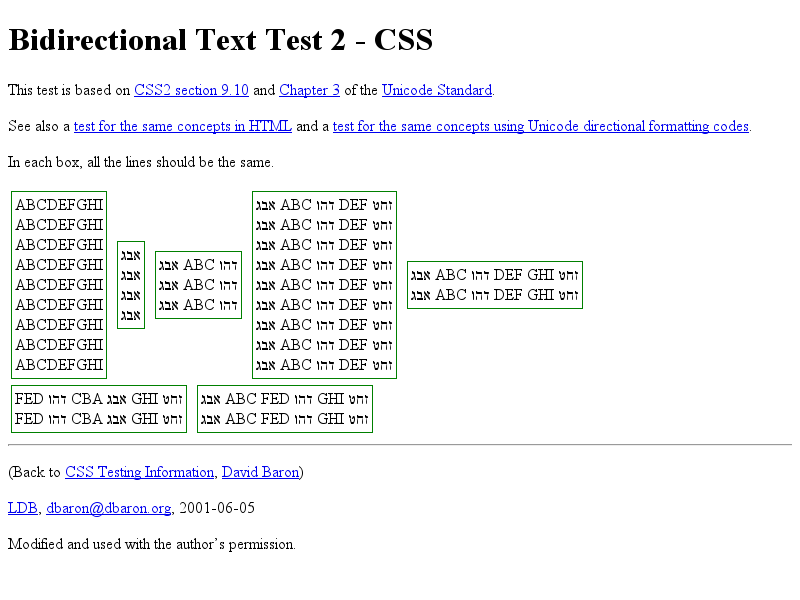 Bidirectional Text Test 2 - CSS
This test is based on CSS2 section 9.10 and Chapter 3 of the Unicode Standard.
See also a test for the same concepts in HTML and a test for the same concepts using Unicode directional formatting codes.
In each box, all the lines should be the same.
ABCDEFGHI
ABCDEFGHI
ABCDEFGHI
ABCDEFGHI
ABCDEFGHI
ABCDEFGHI
ABCDEFGHI
ABCDEFGHI
ABCDEFGHI
אבג
אבג
אבג
אבג
אבג ABC דהו
אבג ABC דהו
אבג ABC דהו
אבג ABC דהו DEF זחט
אבג ABC דהו DEF זחט
אבג ABC דהו DEF זחט
אבג ABC דהו DEF זחט
אבג ABC דהו DEF זחט
אבג ABC דהו DEF זחט
אבג ABC דהו DEF זחט
אבג ABC דהו DEF זחט
אבג ABC דהו DEF זחט
אבג ABC דהו DEF GHI זחט
אבג ABC דהו DEF GHI זחט
FED דהו CBA אבג GHI זחט
FED דהו CBA אבג GHI זחט
אבג ABC FED דהו GHI זחט
אבג ABC FED דהו GHI זחט
(Back to CSS Testing Information, David Baron)
LDB, dbaron@dbaron.org, 2001-06-05
Modified and used with the author’s permission.